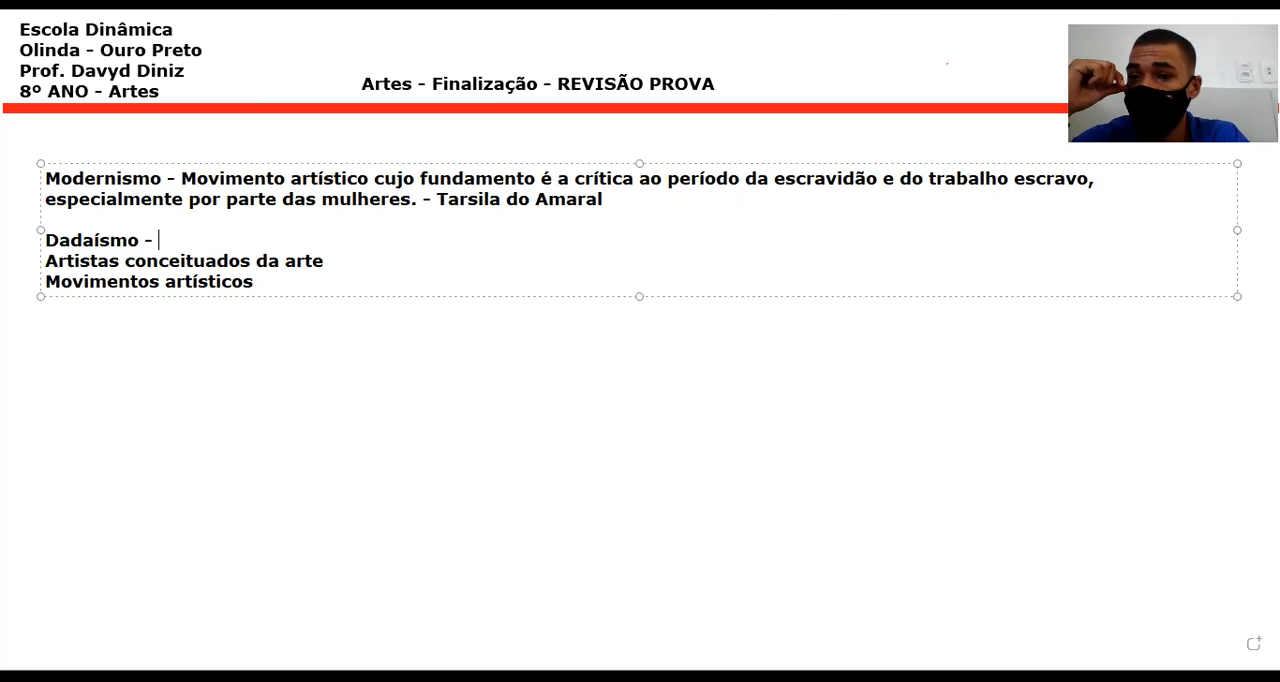 Escola Dinâmica
Olinda - Ouro Preto
Prof. Davyd Diniz
8º ANO - Artes
Artes - Finalização - REVISÃO PROVA
Modernismo - Movimento artístico cujo fundamento é a crítica ao período da escravidão e do trabalho escravo,
especialmente por parte das mulheres. - Tarsila do Amaral
Dadaísmo -
Artistas conceituados da arte
Movimentos artísticos